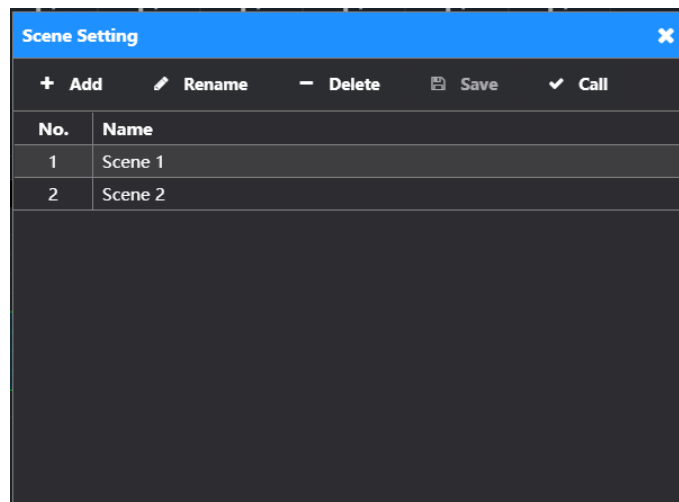 Scene Setting
Add Rename Delete Save Call
No. Name
1 Scene 1
2 Scene 2